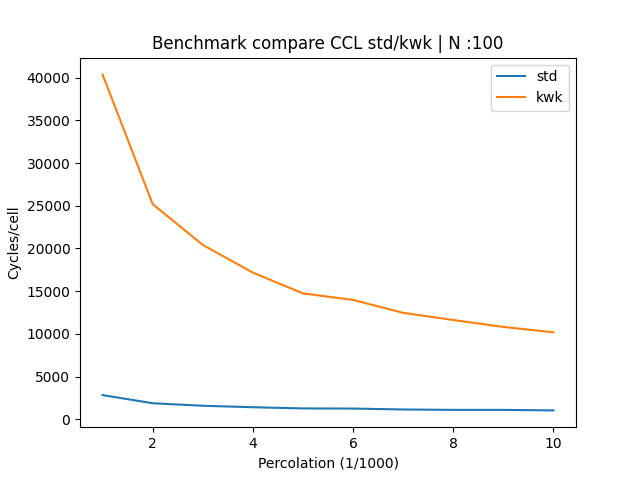 Benchmark compare CCL std/kwk | N :100
std
kwk
40000
35000
30000
25000
20000
15000
10000
5000
0
Cycles/cell
2 4 6 8 10
Percolation (1/1000)